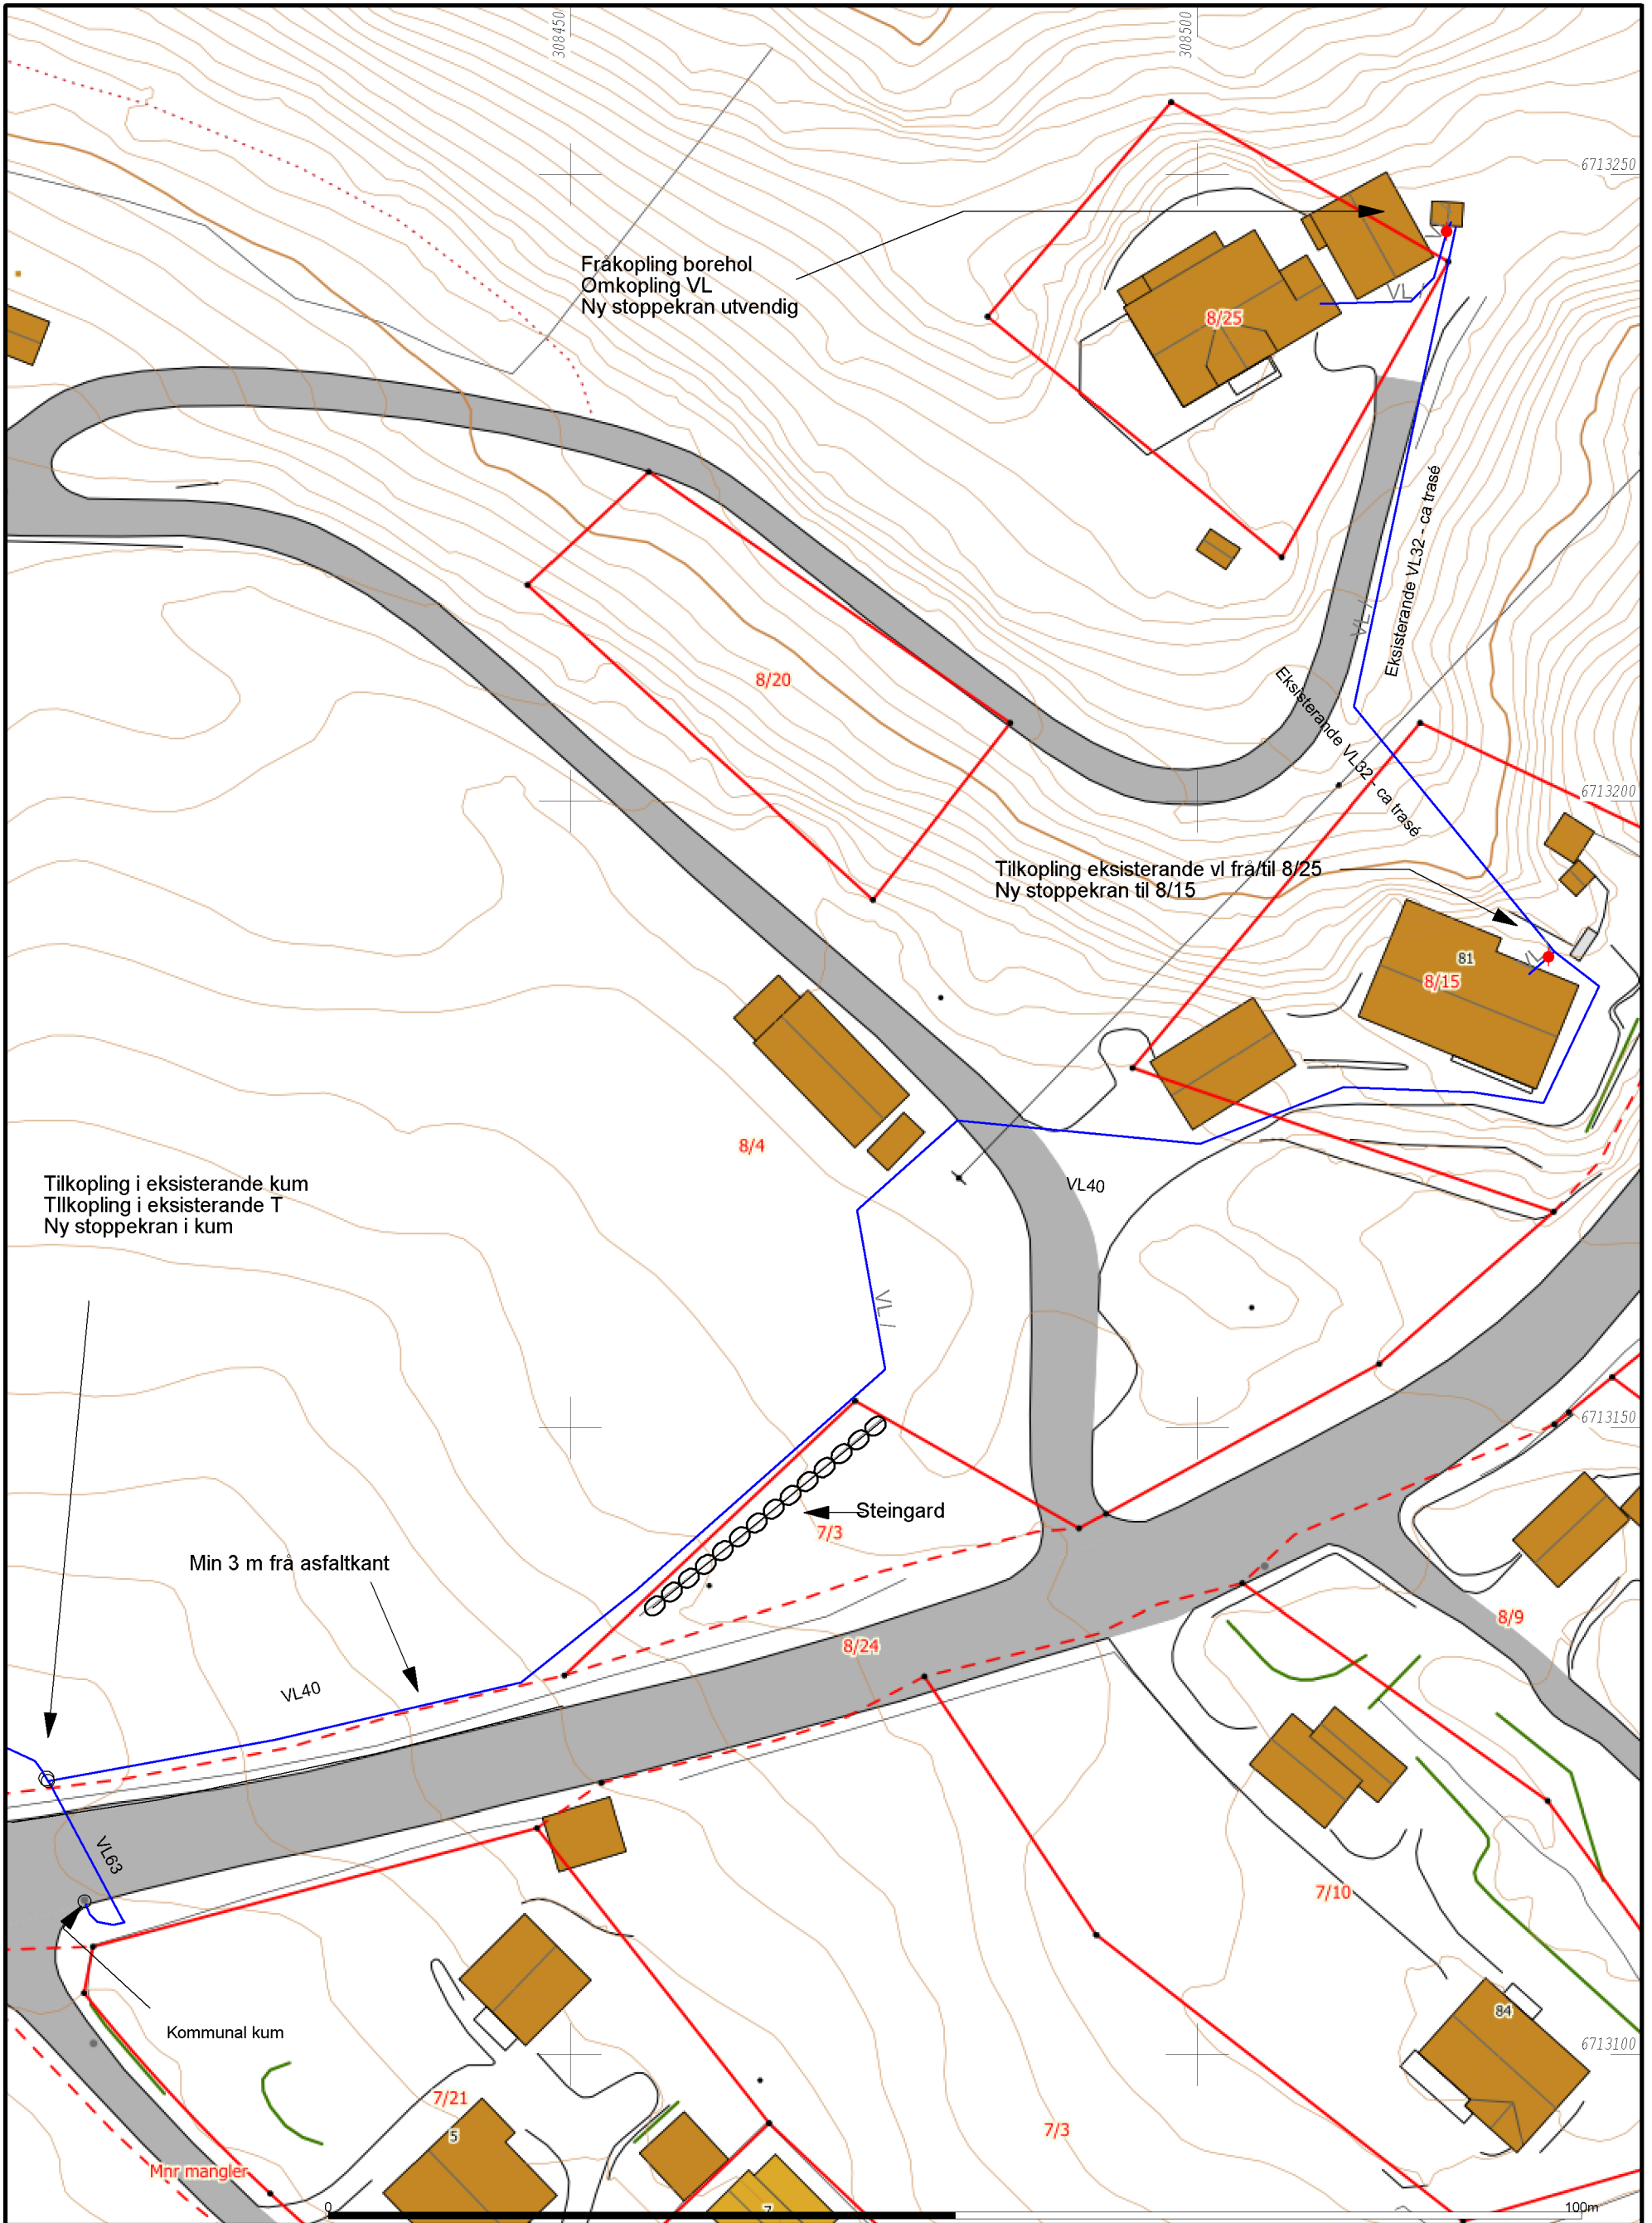 308450
308500
6713250
Fråkopling borehol
Omkopling VL
Ny stoppekran utvendig
8/25
VL
Eksisterande VL32 - ca trasé
VL
8/20
Eksisterande VL32 - ca trasé
6713200
Tilkopling eksisterande vl frå/til 8/25
Ny stoppekran til 8/15
81
8/15
VL
8/4
Tilkopling i eksisterande kum
TIlkopling i eksisterande T
Ny stoppekran i kum
VL40
VL
6713150
Steingard
7/3
Min 3 m frå asfaltkant
8/9
8/24
VL40
VL63
7/10
84
Kommunal kum
6713100
7/21
7/3
5
Mnr mangler
7
0
100m